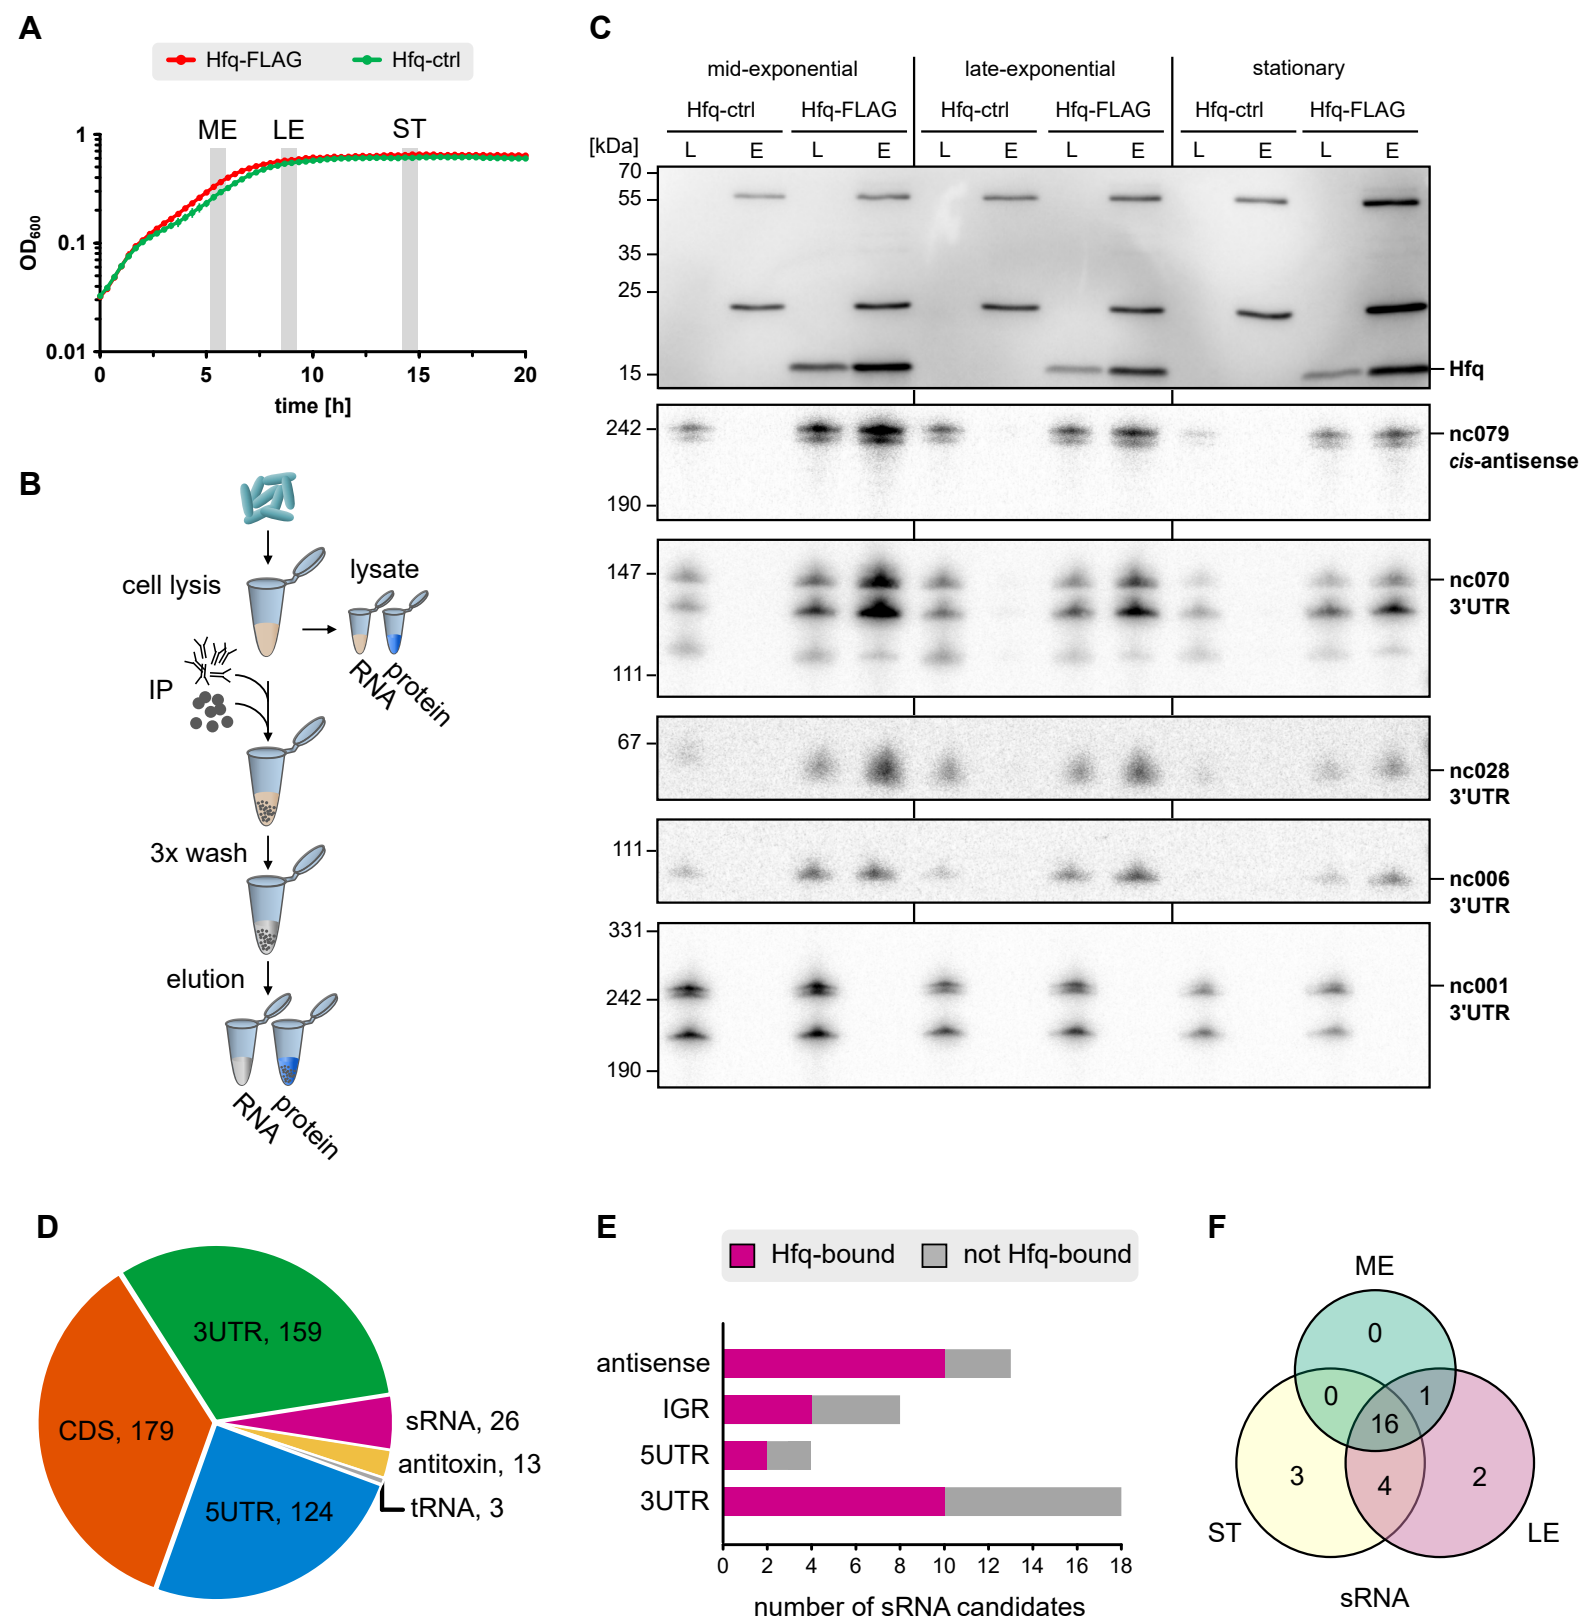 A
Hfq-FLAG
Hfq-ctrl
ME
LE
ST
1
0.1
0.01
OD600
0
5
10
15
20
time [h]
B
cell lysis
lysate
RNA
protein
IP
3x wash
elution
RNA
protein
C
mid-exponential
late-exponential
stationary
Hfq-ctrl
Hfq-FLAG
Hfq-ctrl
Hfq-FLAG
Hfq-ctrl
Hfq-FLAG
[kDa]
L
E
L
E
L
E
L
E
L
E
L
E
70
55
35
25
15
Hfq
242
190
nc079
cis-antisense
147
111
nc070
3'UTR
67
nc028
3'UTR
111
nc006
3'UTR
331
242
190
nc001
3'UTR
D
3UTR, 159
CDS, 179
sRNA, 26
antitoxin, 13
tRNA, 3
5UTR, 124
E
Hfq-bound
not Hfq-bound
antisense
IGR
5UTR
3UTR
0
2
4
6
8
10
12
14
16
18
number of sRNA candidates
F
ME
0
0
1
16
3
4
2
ST
LE
sRNA